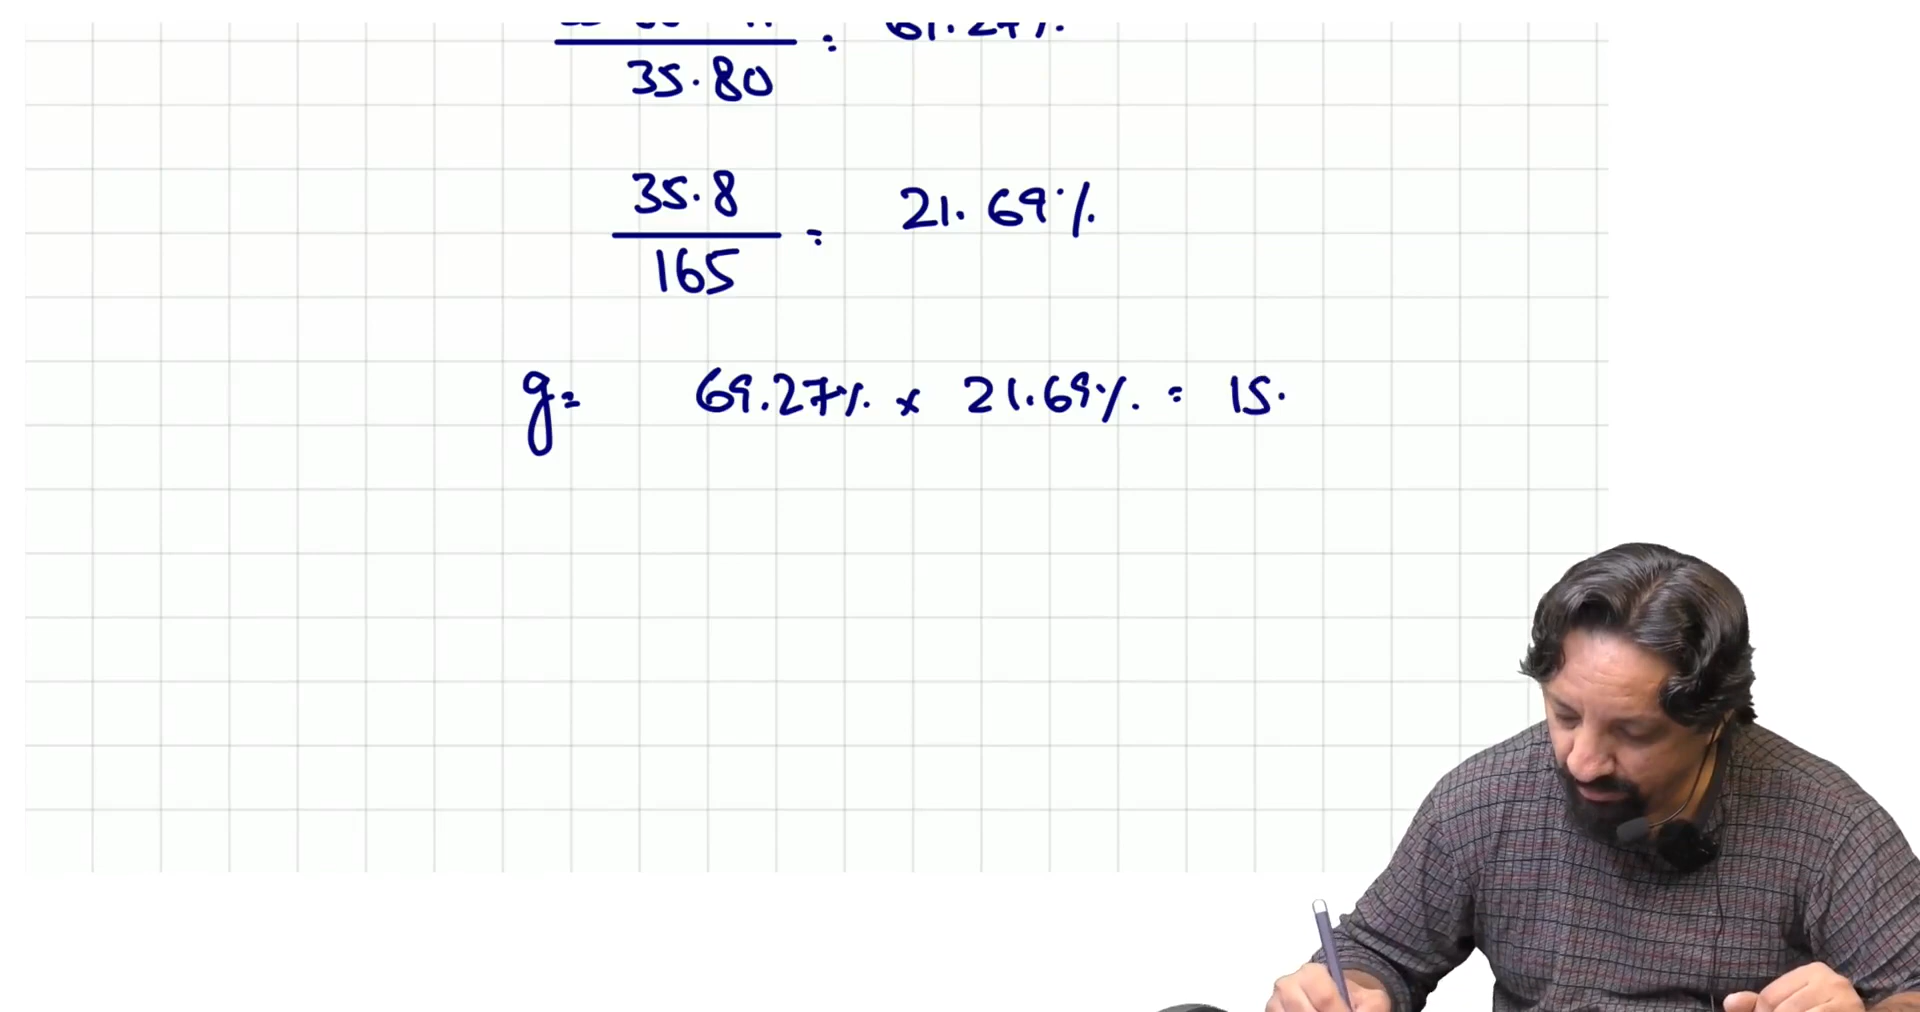 35.80
35.8
165
= 21.69%
g= 69.27% × 21.69% = 15.